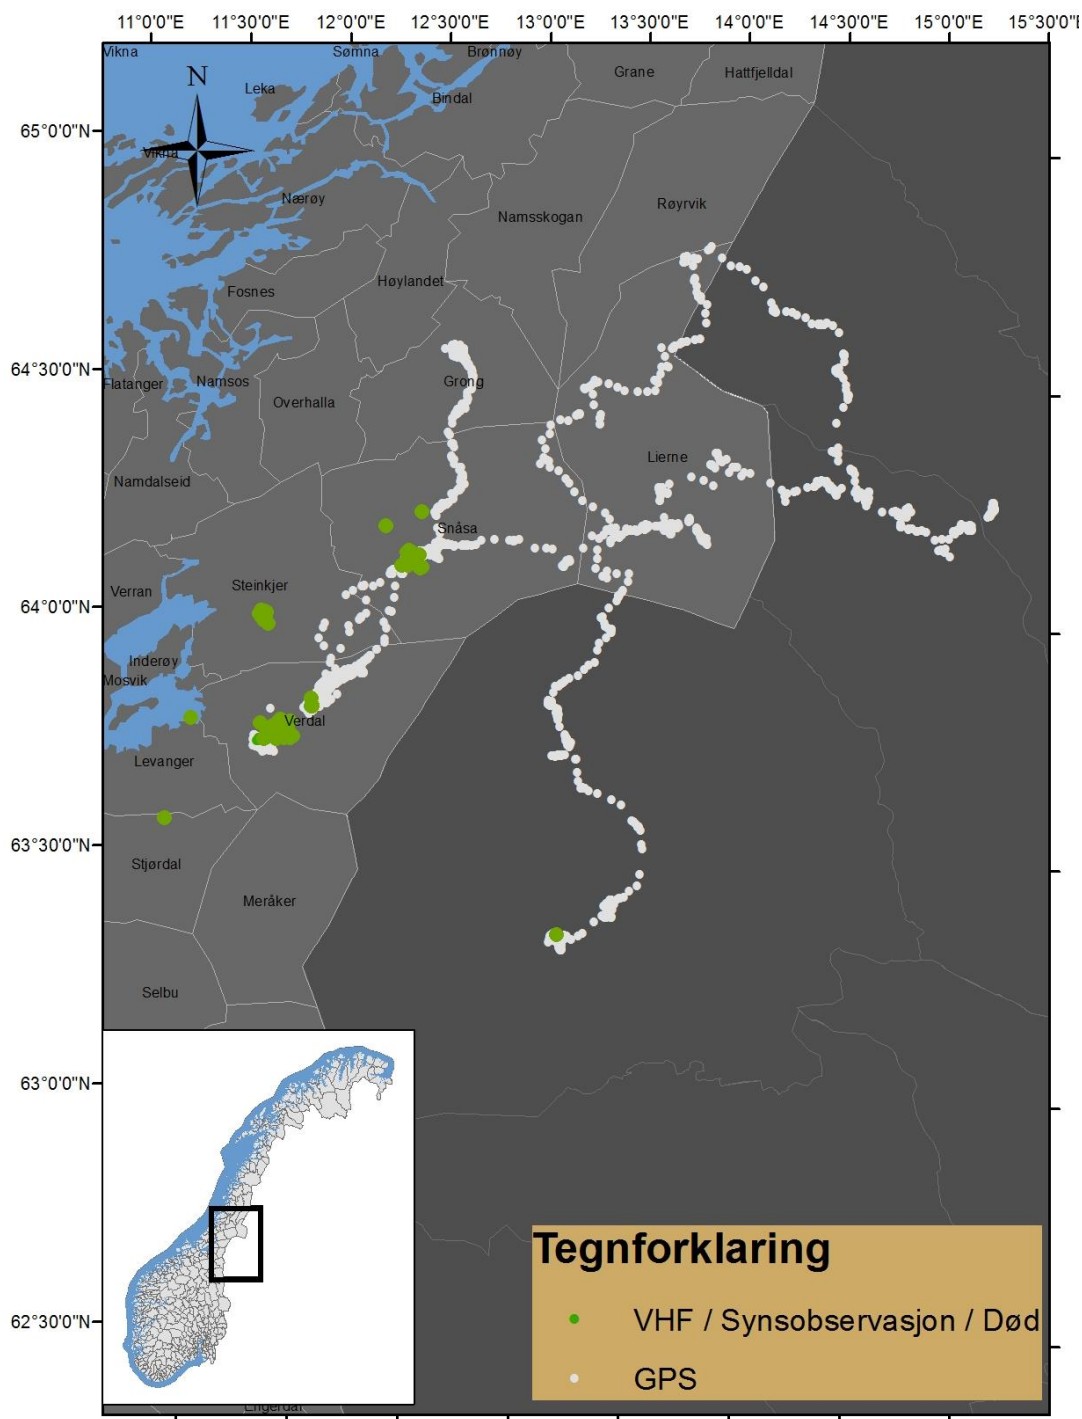 11°0'0"E 11°30'0"E 12°0'0"E 12°30'0"E 13°0'0"E 13°30'0"E 14°0'0"E 14°30'0"E 15°0'0"E 15°30'0"E
Vikna Sømna Brønnøy
Grane Hattfjelldal
N
Leka
Bindal
65°0'0"N
Vikna
Nærøy
Røyrvik
Namsskogan
Høylandet
Fosnes
64°30'0"N
Flatanger Namsos Grong
Overhalla
Lierne
Namdalseid
Snåsa
Verran Steinkjer
64°0'0"N
Inderøy
Mosvik
Verdal
Levanger
63°30'0"N
Stjørdal
Meråker
Selbu
63°0'0"N
62°30'0"N
Tegnforklaring
VHF / Synsobservasjon / Død
GPS
Engerdal